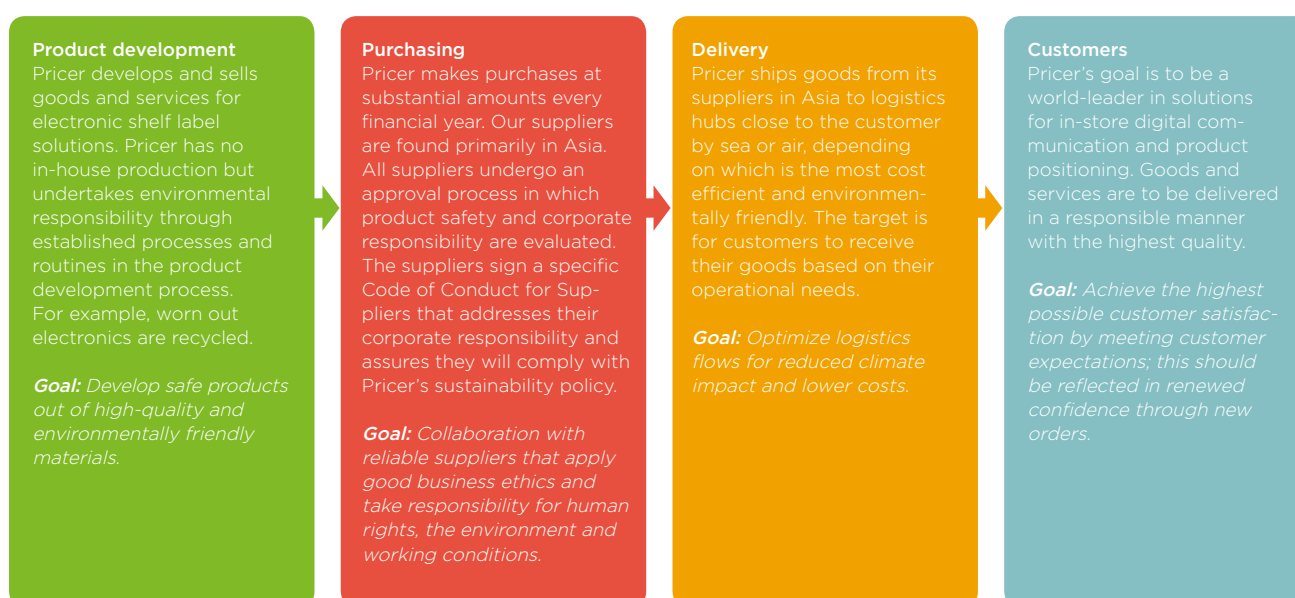 Product development
Pricer develops and sells
goods and services for
electronic shelf label
solutions. Pricer has no
in-house production but
undertakes environmental
responsibility through
established processes and
routines in the product
development process.
For example, worn out
electronics are recycled.
Goal: Develop safe products
out of high-quality and
environmentally friendly
materials.
Purchasing
Pricer makes purchases at
substantial amounts every
financial year. Our suppliers
are found primarily in Asia.
All suppliers undergo an
approval process in which
product safety and corporate
responsibility are evaluated.
The suppliers sign a specific
Code of Conduct for Sup-
pliers that addresses their
corporate responsibility and
assures they will comply with
Pricer’s sustainability policy.
Goal: Collaboration with
reliable suppliers that apply
good business ethics and
take responsibility for human
rights, the environment and
working conditions.
Delivery
Pricer ships goods from its
suppliers in Asia to logistics
hubs close to the customer
by sea or air, depending
on which is the most cost
efficient and environmen-
tally friendly. The target is
for customers to receive
their goods based on their
operational needs.
Goal: Optimize logistics
flows for reduced climate
impact and lower costs.
Customers
Pricer’s goal is to be a
world-leader in solutions
for in-store digital com-
munication and product
positioning. Goods and
services are to be delivered
in a responsible manner
with the highest quality.
Goal: Achieve the highest
possible customer satisfac-
tion by meeting customer
expectations; this should
be reflected in renewed
confidence through new
orders.